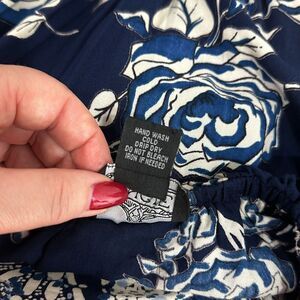 HAND WASH
COLD
DRIP DRY
DO NOT BLEACH
IRON IF NEEDED